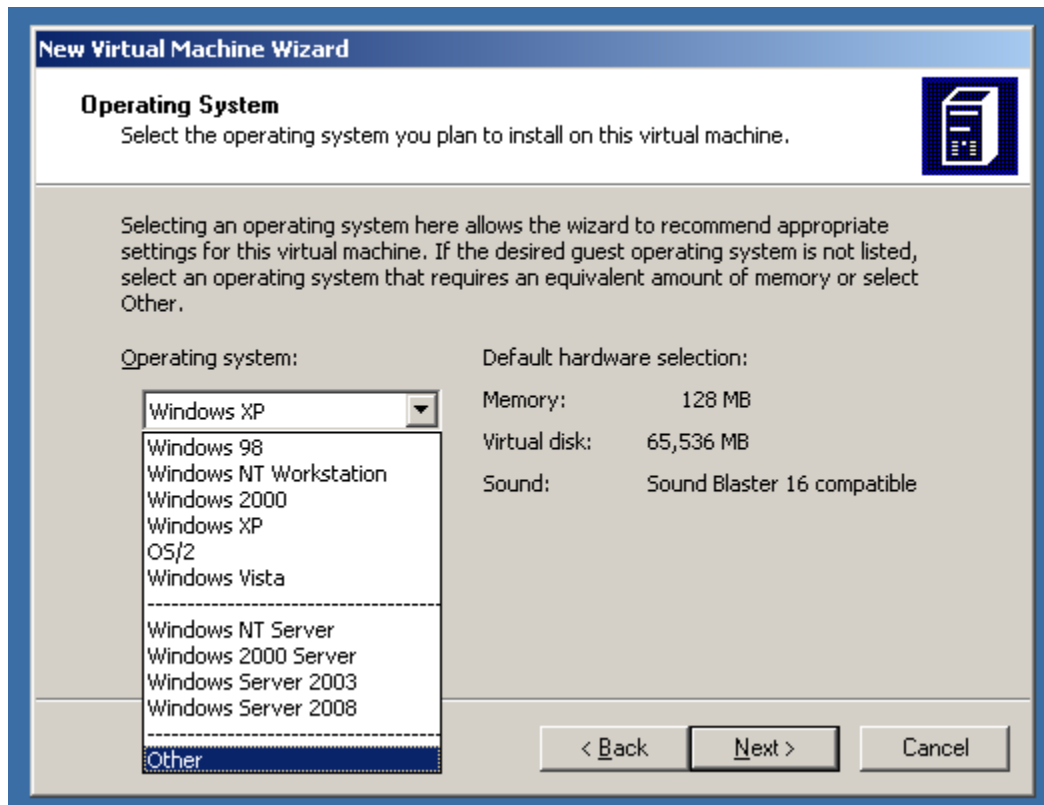 New Virtual Machine Wizard
Operating System
Select the operating system you plan to install on this virtual machine.
Selecting an operating system here allows the wizard to recommend appropriate
settings for this virtual machine. If the desired guest operating system is not listed,
select an operating system that requires an equivalent amount of memory or select
Other.
Operating system:
Windows XP
Windows 98
Windows NT Workstation
Windows 2000
Windows XP
OS/2
Windows Vista
-----------------------------------
Windows NT Server
Windows 2000 Server
Windows Server 2003
Windows Server 2008
-----------------------------------
Other
Default hardware selection:
Memory: 128 MB
Virtual disk: 65,536 MB
Sound: Sound Blaster 16 compatible
< Back
Next >
Cancel